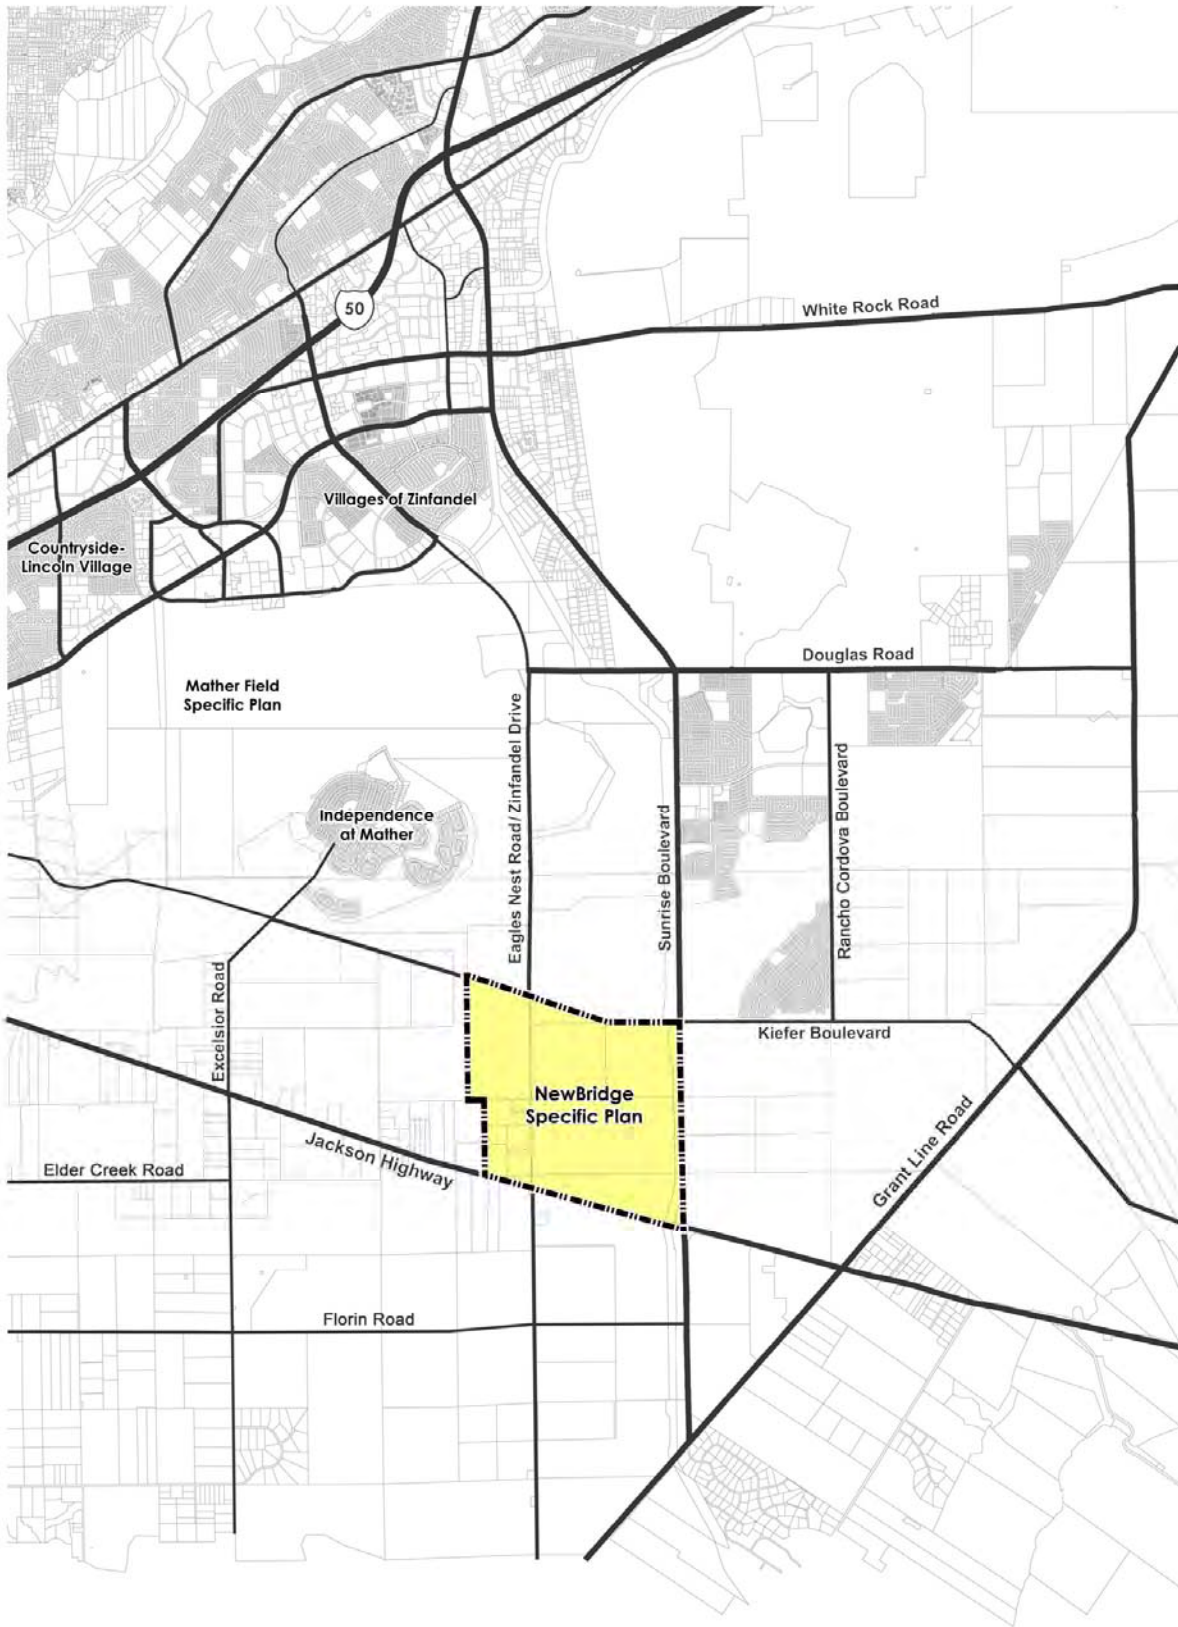 50
White Rock Road
Villages of Zinfandel
Countryside-
Lincoln Village
Douglas Road
Mather Field
Specific Plan
Eagles Nest Road/ Zinfandel Drive
Sunrise Boulevard
Rancho Cordova Boulevard
Independence
at Mather
Excelsior Road
Kiefer Boulevard
NewBridge
Specific Plan
Jackson Highway
Grant Line Road
Elder Creek Road
Florin Road